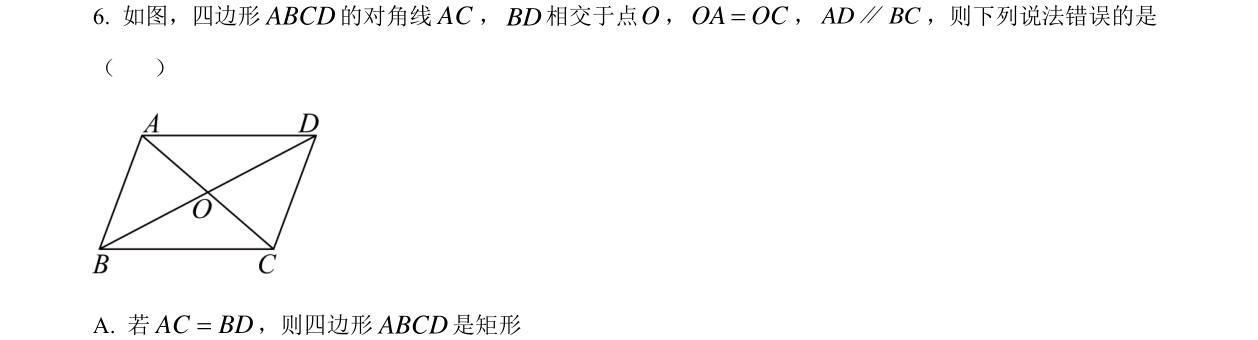 6. 如图，四边形 ABCD 的对角线 AC ， BD 相交于点 O ， OA = OC ， AD ∥ BC ，则下列说法错误的是
（　　）
A D
O
B C
A. 若 AC = BD ，则四边形 ABCD 是矩形